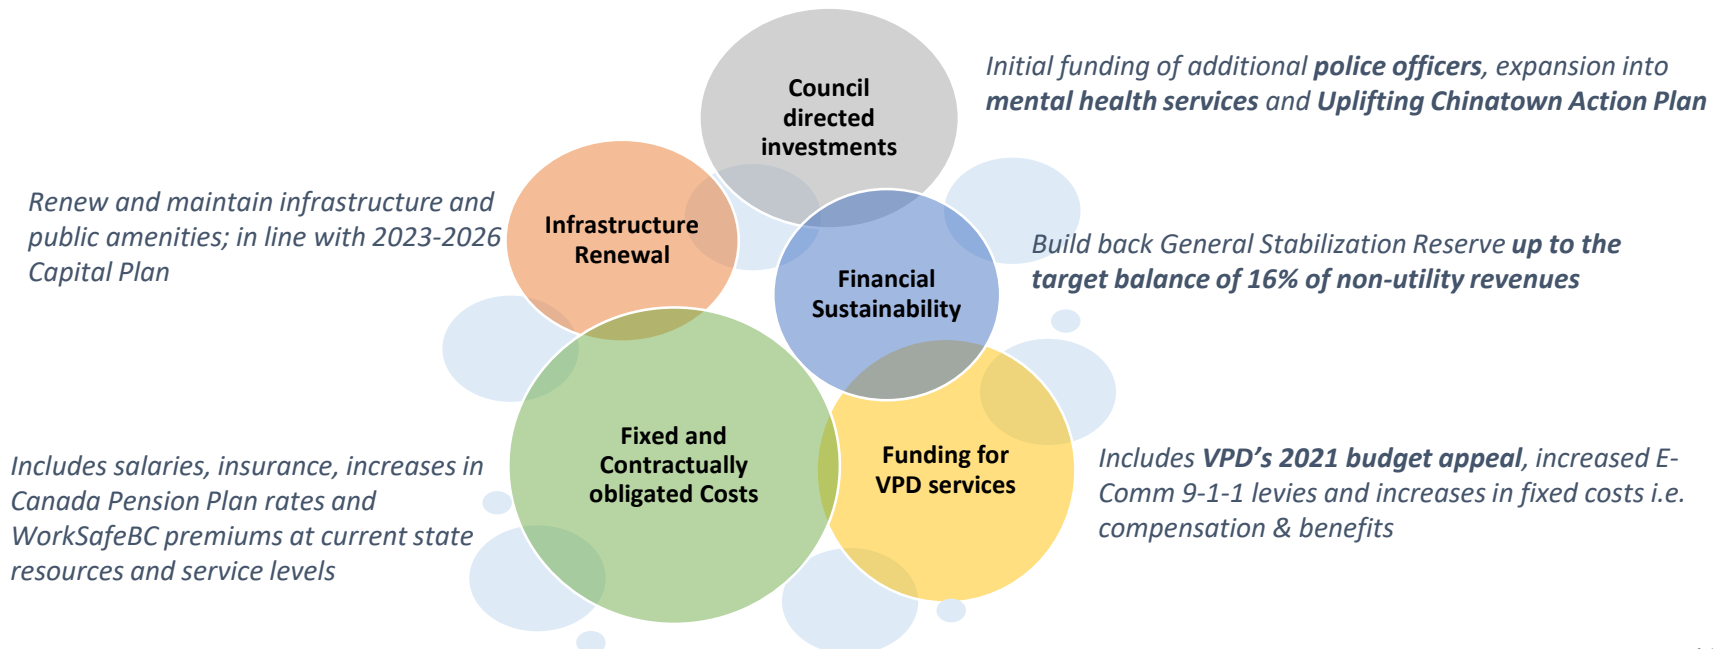 Council
directed
investments
Initial funding of additional police officers, expansion into
mental health services and Uplifting Chinatown Action Plan
Renew and maintain infrastructure and
public amenities; in line with 2023-2026
Capital Plan
Infrastructure
Renewal
Financial
Sustainability
Build back General Stabilization Reserve up to the
target balance of 16% of non-utility revenues
Includes salaries, insurance, increases in
Canada Pension Plan rates and
WorkSafeBC premiums at current state
resources and service levels
Fixed and
Contractually
obligated Costs
Funding for
VPD services
Includes VPD’s 2021 budget appeal, increased E-
Comm 9-1-1 levies and increases in fixed costs i.e.
compensation & benefits